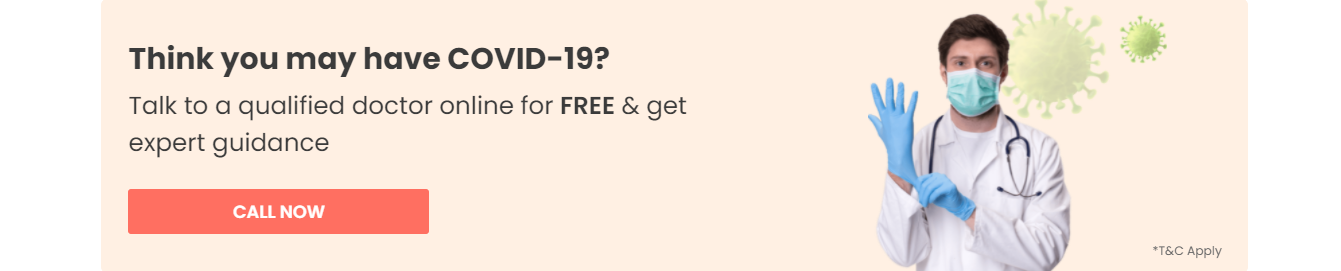 Think you may have COVID-19?
Talk to a qualified doctor online for FREE & get
expert guidance
CALL NOW
*T&C Apply